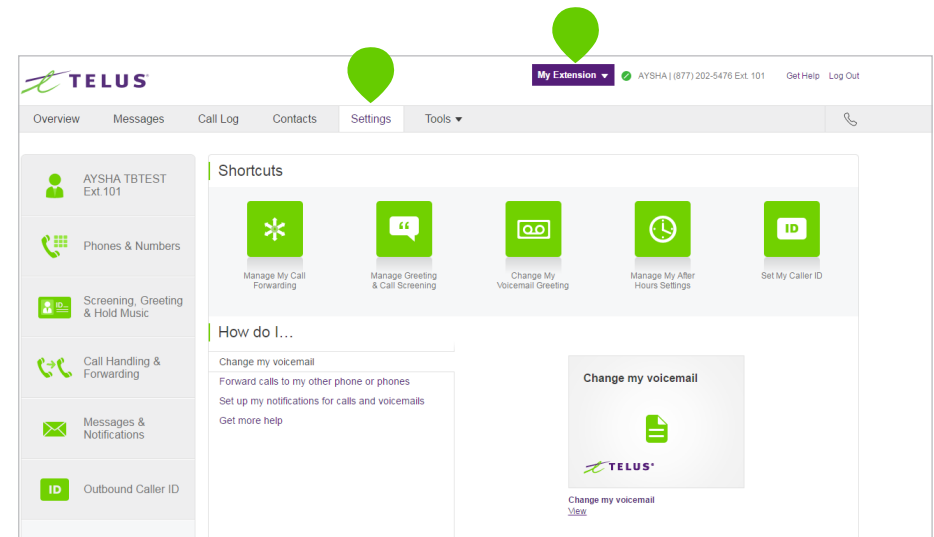 TELUS
My Extension
AYSHA | (877) 202-5476 Ext. 101
Get Help
Log Out
Overview
Messages
Call Log
Contacts
Settings
Tools
AYSHA TBTEST
Ext.101
Phones & Numbers
Screening, Greeting
& Hold Music
Call Handling &
Forwarding
Messages &
Notifications
ID
Outbound Caller ID
Shortcuts
Manage My Call
Forwarding
Manage Greeting
& Call Screening
Change My
Voicemail Greeting
Manage My After
Hours Settings
ID
Set My Caller ID
How do I...
Change my voicemail
Forward calls to my other phone or phones
Set up my notifications for calls and voicemails
Get more help
Change my voicemail
TELUS
Change my voicemail
View